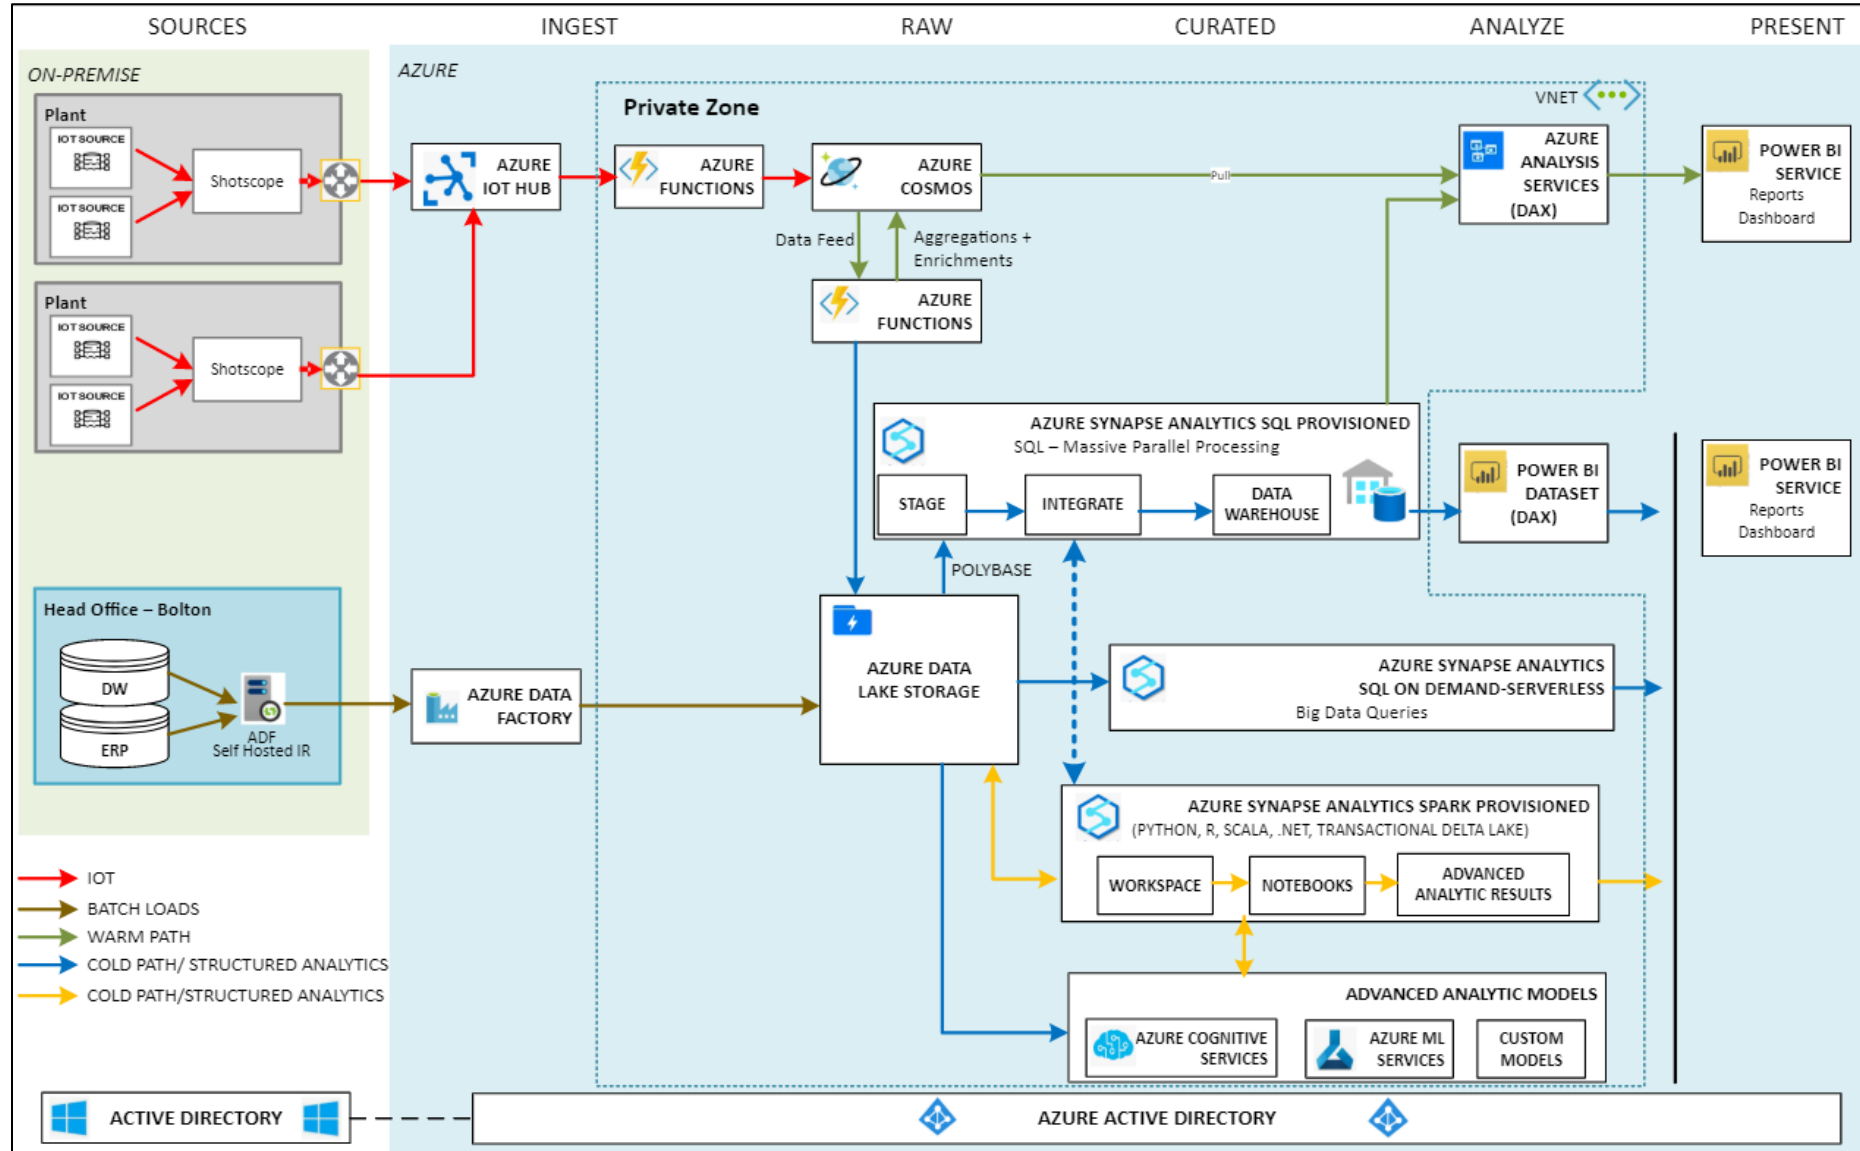 SOURCES
INGEST
RAW
CURATED
ANALYZE
PRESENT
ON-PREMISE
AZURE
Plant
IOT SOURCE
IOT SOURCE
Shotscope
Plant
IOT SOURCE
IOT SOURCE
Shotscope
Head Office – Bolton
DW
ERP
ADF
Self Hosted IR
AZURE
IOT HUB
AZURE DATA
FACTORY
Private Zone
VNET
AZURE
FUNCTIONS
AZURE
COSMOS
Pull
Data Feed
Aggregations +
Enrichments
AZURE
FUNCTIONS
AZURE
ANALYSIS
SERVICES
(DAX)
POWER BI
SERVICE
Reports
Dashboard
AZURE SYNAPSE ANALYTICS SQL PROVISIONED
SQL – Massive Parallel Processing
STAGE
INTEGRATE
DATA
WAREHOUSE
POLYBASE
POWER BI
DATASET
(DAX)
POWER BI
SERVICE
Reports
Dashboard
AZURE DATA
LAKE STORAGE
AZURE SYNAPSE ANALYTICS
SQL ON DEMAND-SERVERLESS
Big Data Queries
AZURE SYNAPSE ANALYTICS SPARK PROVISIONED
(PYTHON, R, SCALA, .NET, TRANSACTIONAL DELTA LAKE)
WORKSPACE
NOTEBOOKS
ADVANCED
ANALYTIC RESULTS
ADVANCED ANALYTIC MODELS
AZURE COGNITIVE
SERVICES
AZURE ML
SERVICES
CUSTOM
MODELS
IOT
BATCH LOADS
WARM PATH
COLD PATH/ STRUCTURED ANALYTICS
COLD PATH/STRUCTURED ANALYTICS
ACTIVE DIRECTORY
AZURE ACTIVE DIRECTORY